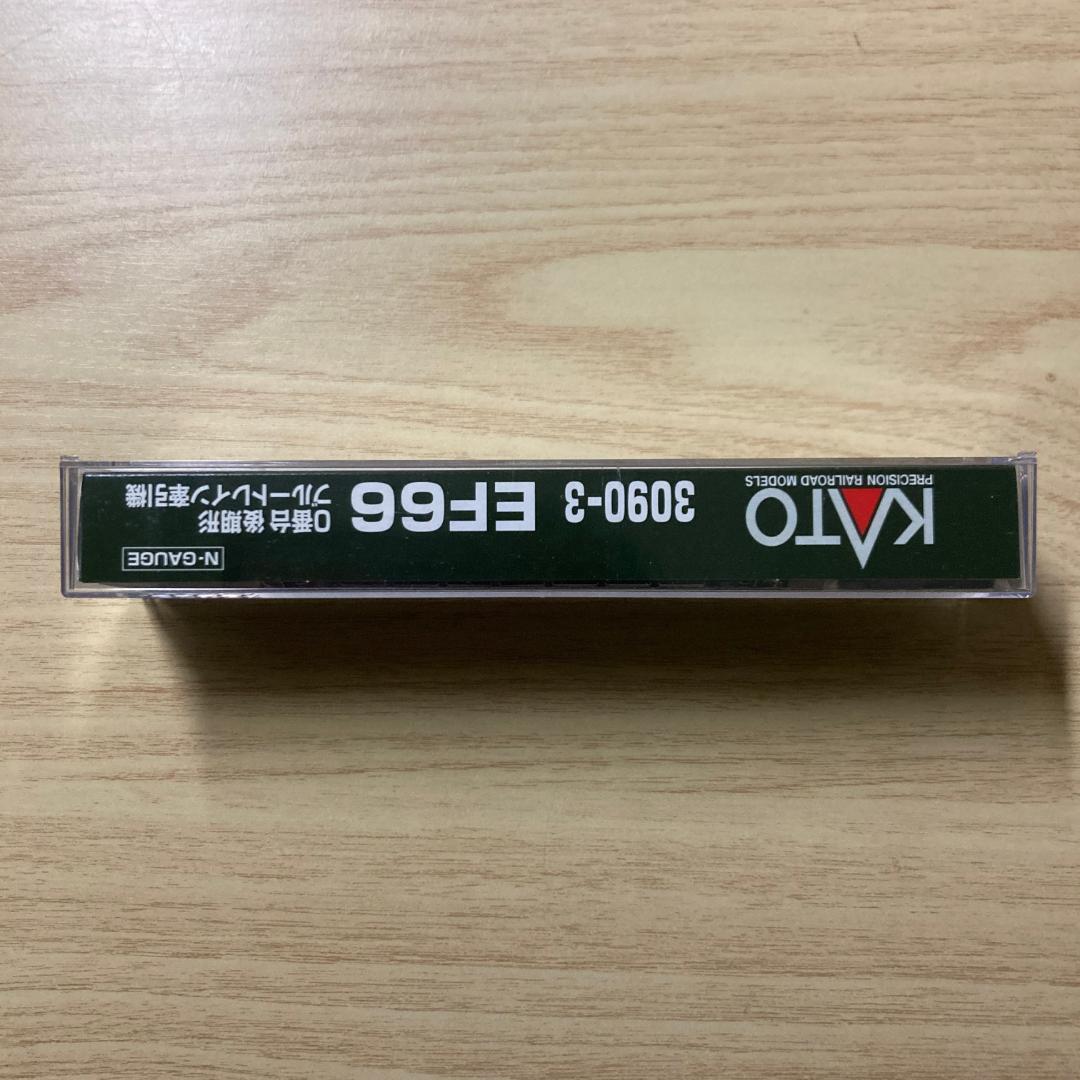 KATO
PRECISION RAILROAD MODELS
3090-3
EF66
0番台 後期形
ブルートレイン牽引機
N-GAUGE